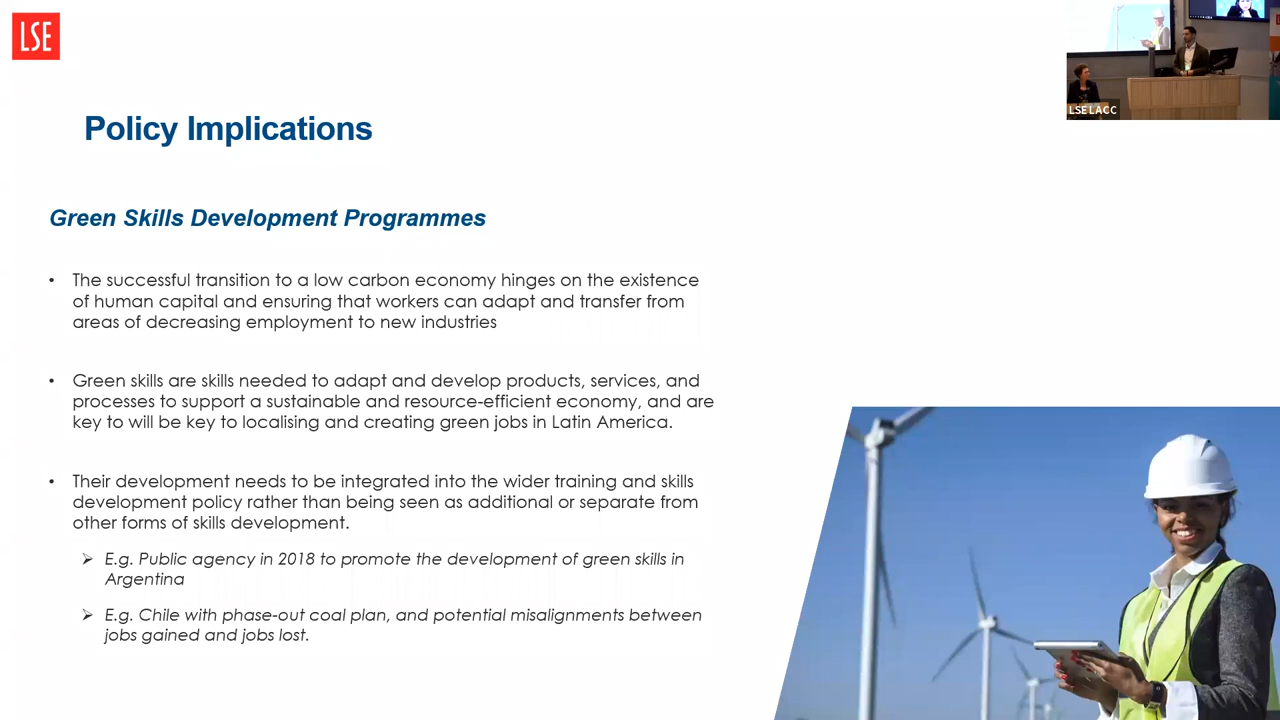 LSE
LSE LACC
Policy Implications
Green Skills Development Programmes
• The successful transition to a low carbon economy hinges on the existence
of human capital and ensuring that workers can adapt and transfer from
areas of decreasing employment to new industries
• Green skills are skills needed to adapt and develop products, services, and
processes to support a sustainable and resource-efficient economy, and are
key to will be key to localising and creating green jobs in Latin America.
• Their development needs to be integrated into the wider training and skills
development policy rather than being seen as additional or separate from
other forms of skills development.
➢ E.g. Public agency in 2018 to promote the development of green skills in
Argentina
➢ E.g. Chile with phase-out coal plan, and potential misalignments between
jobs gained and jobs lost.